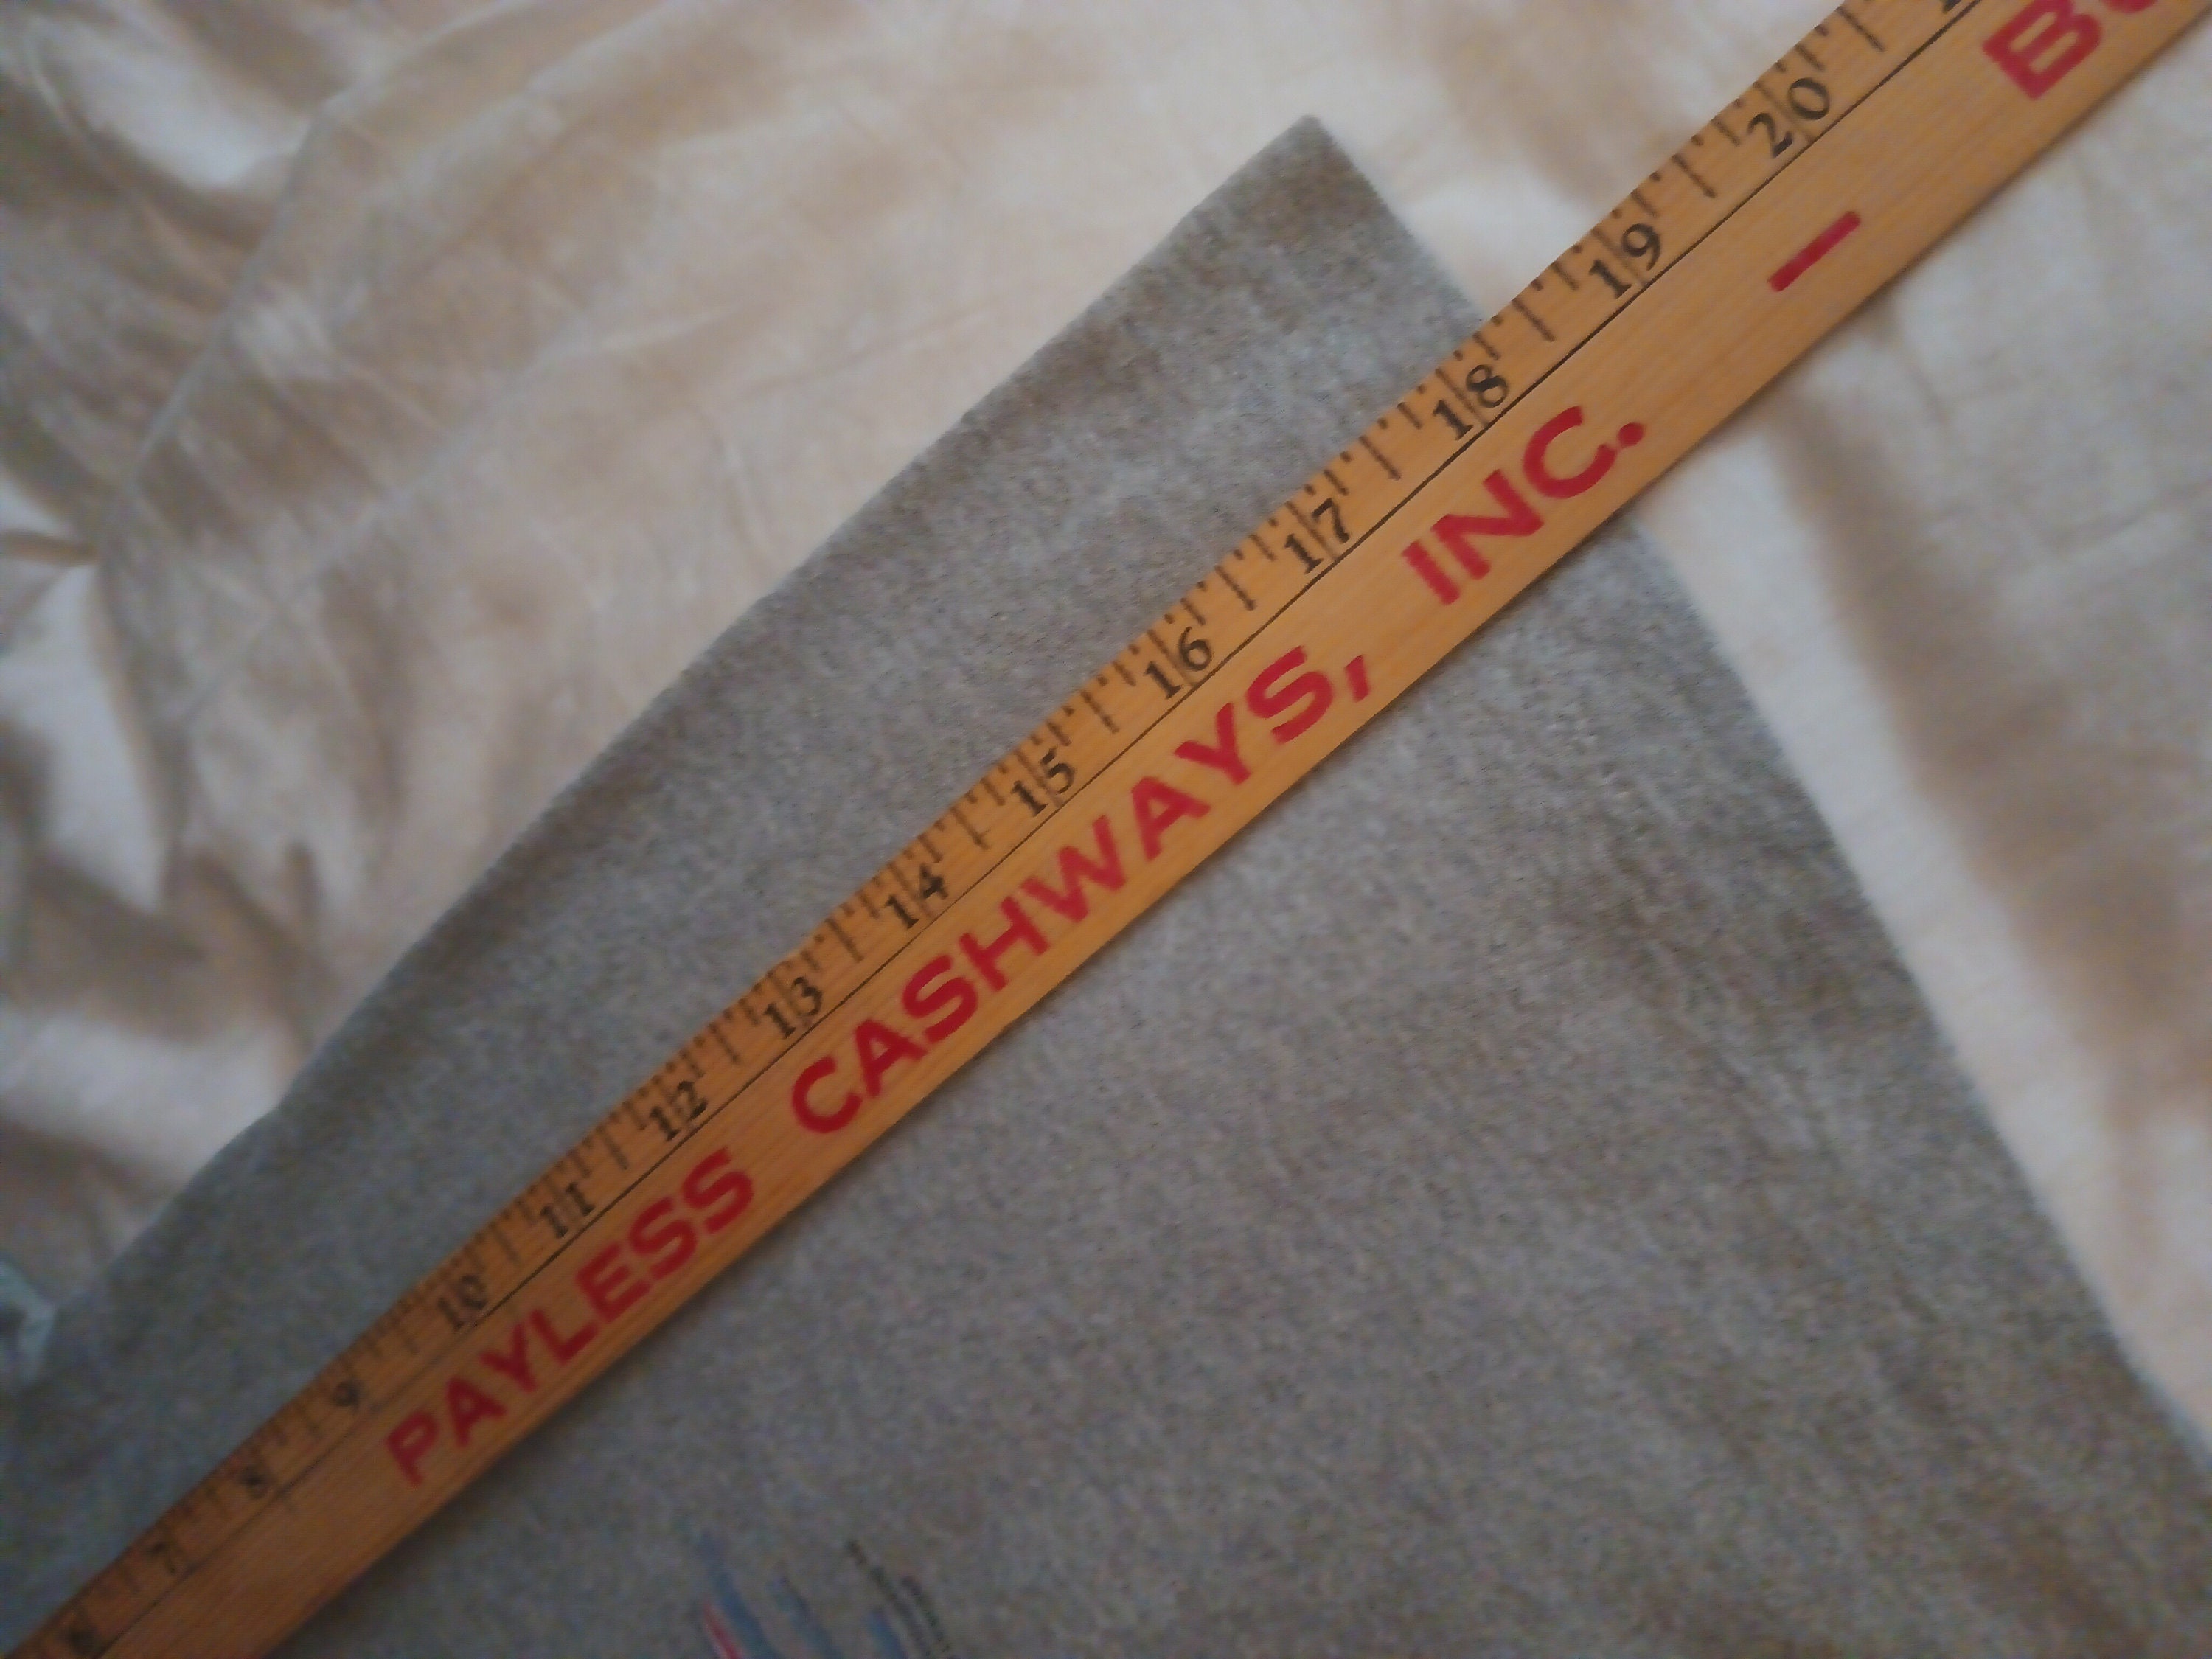 7 8 9 10 11 12 13 14 15 16 17 18 19 20
PAYLESS CASHWAYS, INC. —